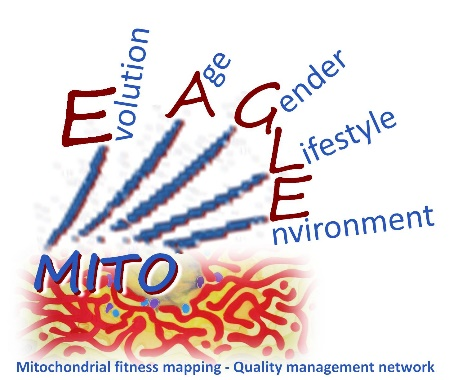 Evolution
Age
Gender
Lifestyle
Environment
MITO
Mitochondrial fitness mapping - Quality management network